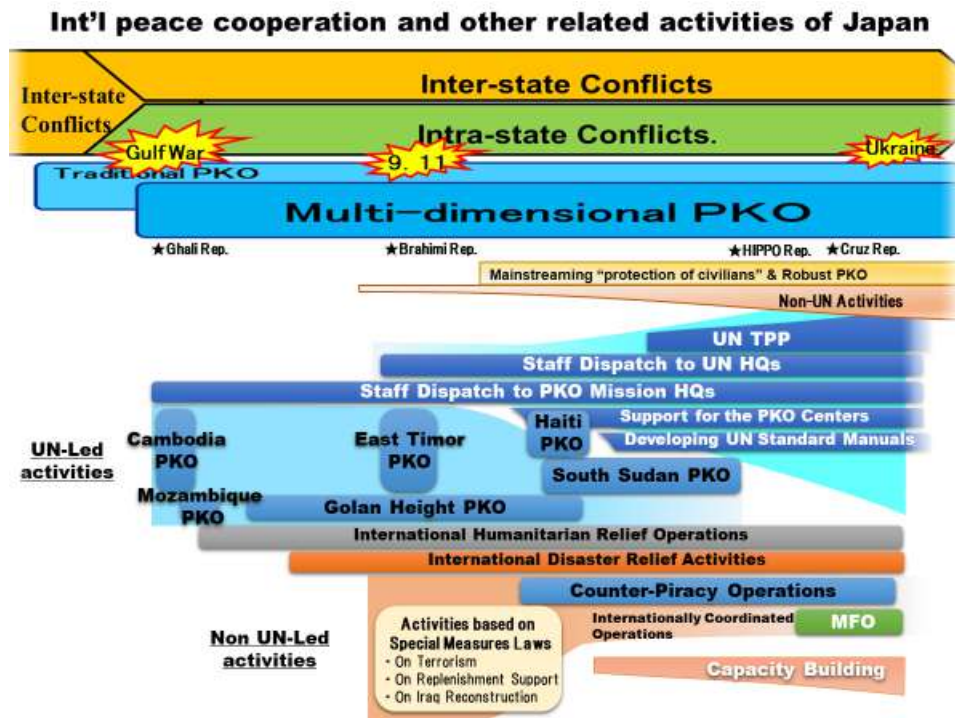 Int'l peace cooperation and other related activities of Japan
Inter-state
Conflicts
Inter-state Conflicts
Intra-state Conflicts.
Gulf War
9. 11
Ukraine
Traditional PKO
Multi-dimensional PKO
★Ghali Rep.
★Brahimi Rep.
★HIPPO Rep.
★Cruz Rep.
Mainstreaming “protection of civilians” & Robust PKO
Non-UN Activities
UN TPP
Staff Dispatch to UN HQs
Staff Dispatch to PKO Mission HQs
UN-Led
activities
Cambodia
PKO
East Timor
PKO
Haiti
PKO
Support for the PKO Centers
Developing UN Standard Manuals
South Sudan PKO
Mozambique
PKO
Golan Height PKO
International Humanitarian Relief Operations
International Disaster Relief Activities
Counter-Piracy Operations
Non UN-Led
activities
Activities based on
Special Measures Laws
・On Terrorism
・On Replenishment Support
・On Iraq Reconstruction
Internationally Coordinated
Operations
MFO
Capacity Building